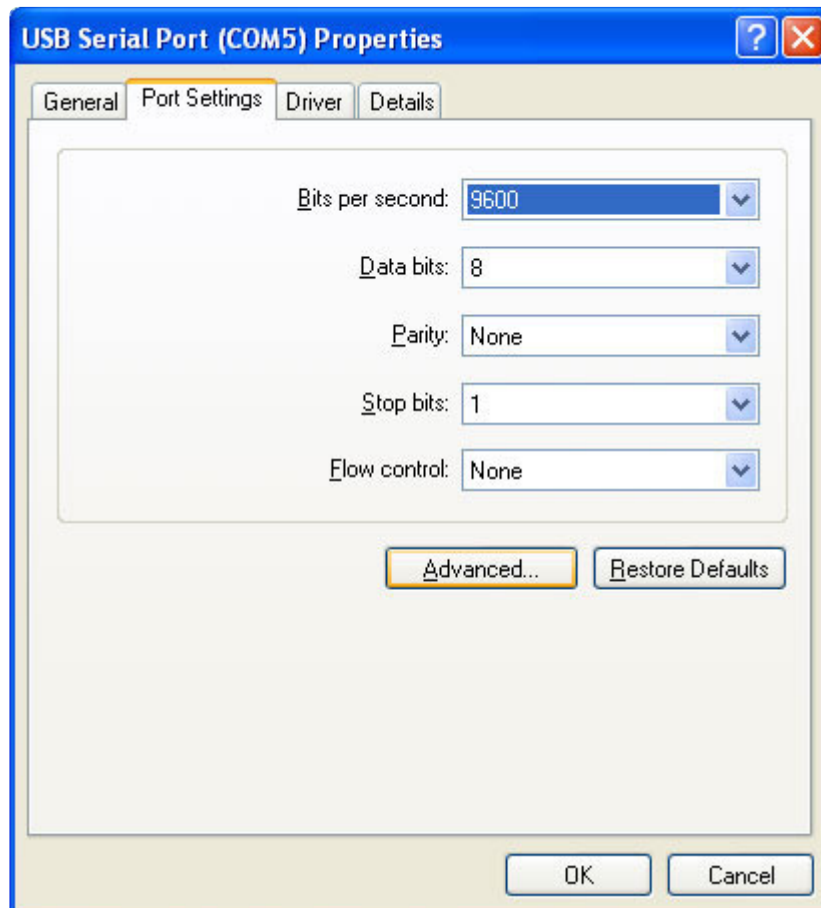 USB Serial Port (COM5) Properties
General Port Settings Driver Details
Bits per second: 9600
Data bits: 8
Parity: None
Stop bits: 1
Flow control: None
Advanced... Restore Defaults
OK Cancel